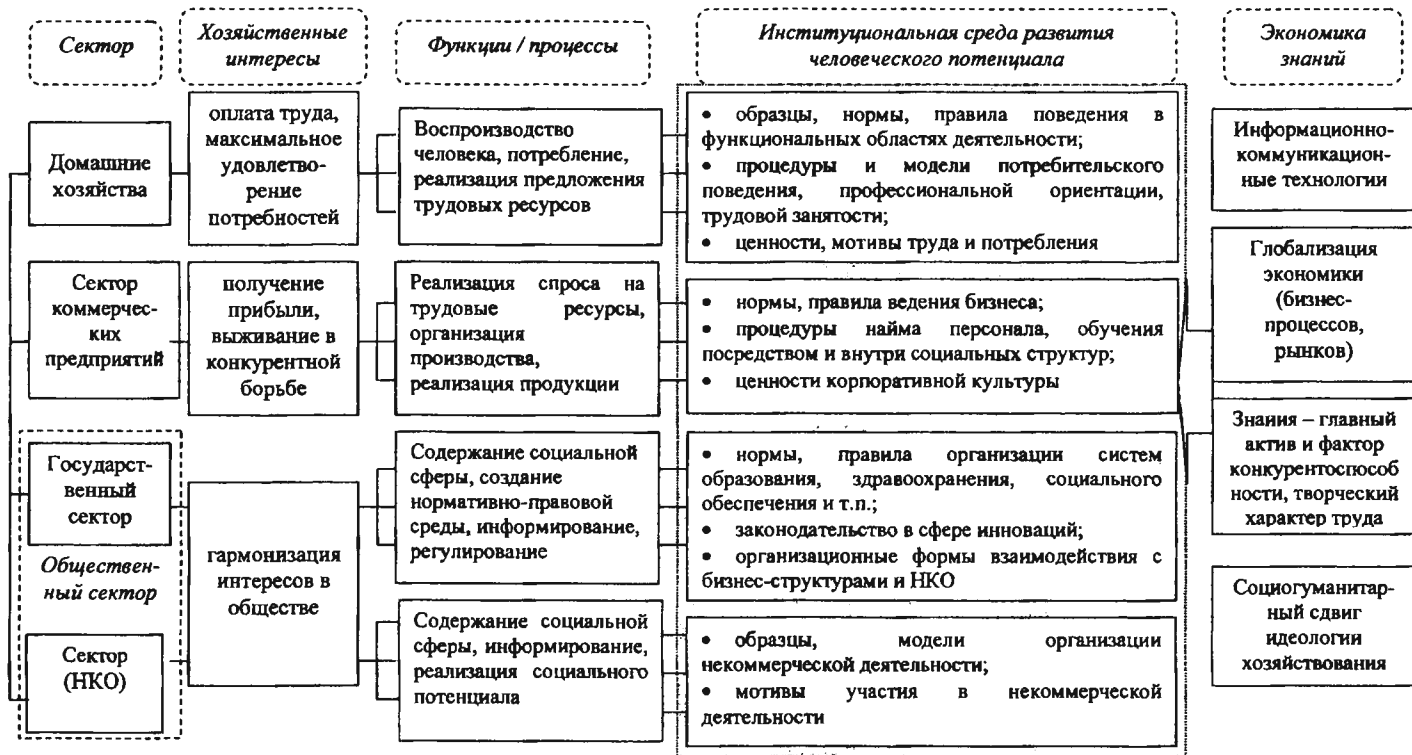 Сектор
Хозяйственные
интересы
Функции / процессы
Институциональная среда развития
человеческого потенциала
Экономика
знаний
Домашние
хозяйства
оплата труда,
максимальное
удовлетво-
рение
потребностей
Воспроизводство
человека, потребление,
реализация предложения
трудовых ресурсов
• образцы, нормы, правила поведения в
функциональных областях деятельности;
• процедуры и модели потребительского
поведения, профессиональной ориентации,
трудовой занятости;
• ценности, мотивы труда и потребления
Информационно-
коммуникацион-
ные технологии
Сектор
коммерчес-
ких
предприятий
получение
прибыли,
выживание в
конкурентной
борьбе
Реализация спроса на
трудовые ресурсы,
организация
производства,
реализация продукции
• нормы, правила ведения бизнеса;
• процедуры найма персонала, обучения
посредством и внутри социальных структур;
• ценности корпоративной культуры
Глобализация
экономики
(бизнес-
процессов,
рынков)
Государст-
венный
сектор
Общественн-
ный сектор
Сектор
(НКО)
гармонизация
интересов в
обществе
Содержание социальной
сферы, создание
нормативно-правовой
среды, информирование,
регулирование
• нормы, правила организации систем
образования, здравоохранения, социального
обеспечения и т.п.;
• законодательство в сфере инноваций;
• организационные формы взаимодействия с
бизнес-структурами и НКО
Знания – главный
актив и фактор
конкурентоспособ
ности, творческий
характер труда
Содержание социальной
сферы, информирование,
реализация социального
потенциала
• образцы, модели организации
некоммерческой деятельности;
• мотивы участия в некоммерческой
деятельности
Социогуманитар-
ный сдвиг
идеологии
хозяйствования